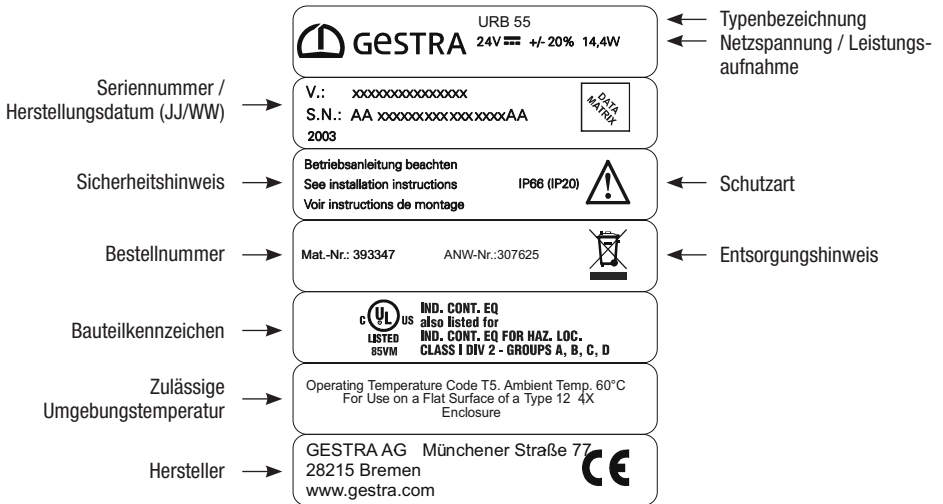 URB 55
GESTRA 24V +/- 20% 14,4W
Typenbezeichnung
Netzspannung / Leistungs-
aufnahme
Seriennummer /
Herstellungsdatum (JJ/WW)
V.: xxxxxxxxxxxxxxx
S.N.: AA xxxxxxxxxxxxxxxxxAA
2003
DATA
MATRIX
Sicherheitshinweis
Betriebsanleitung beachten
See installation instructions
Voir instructions de montage
IP66 (IP20)
Schutzart
Bestellnummer
Mat.-Nr.: 393347 ANW-Nr.:307625
Entsorgungshinweis
Bauteilkennzeichen
C UL US
LISTED
85VM
IND. CONT. EQ
also listed for
IND. CONT. EQ FOR HAZ. LOC.
CLASS I DIV 2 - GROUPS A, B, C, D
Zulässige
Umgebungstemperatur
Operating Temperature Code T5. Ambient Temp. 60°C
For Use on a Flat Surface of a Type 12 4X
Enclosure
Hersteller
GESTRA AG Münchener Straße 77
28215 Bremen
www.gestra.com
CE